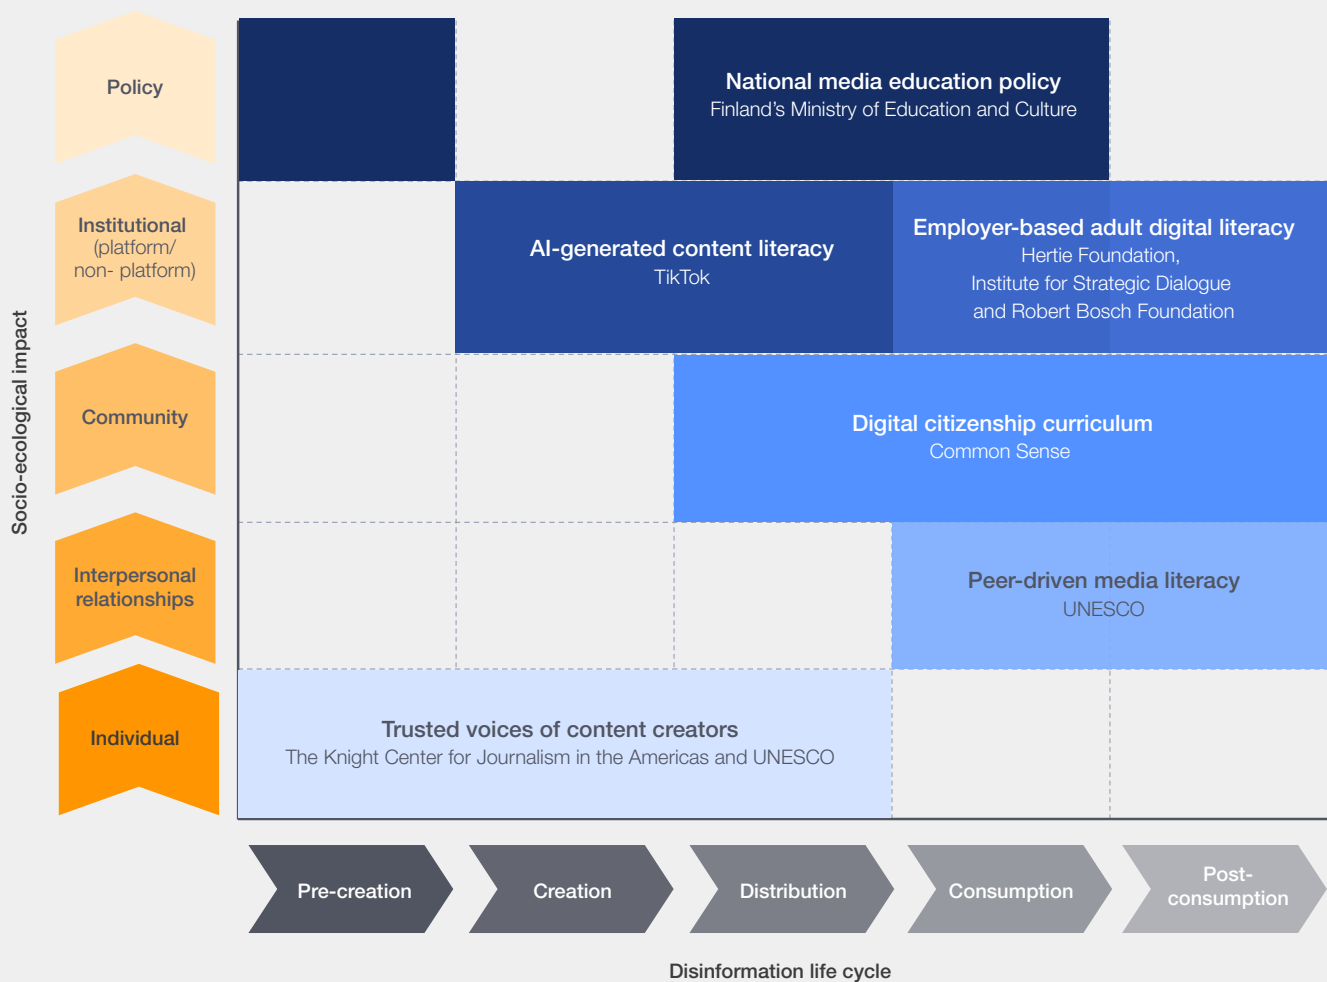 Socio-ecological impact
Policy
National media education policy
Finland's Ministry of Education and Culture
Institutional
(platform/
non- platform)
AI-generated content literacy
TikTok
Employer-based adult digital literacy
Hertie Foundation,
Institute for Strategic Dialogue
and Robert Bosch Foundation
Community
Digital citizenship curriculum
Common Sense
Interpersonal
relationships
Peer-driven media literacy
UNESCO
Individual
Trusted voices of content creators
The Knight Center for Journalism in the Americas and UNESCO
Pre-creation
Creation
Distribution
Consumption
Post-
consumption
Disinformation life cycle